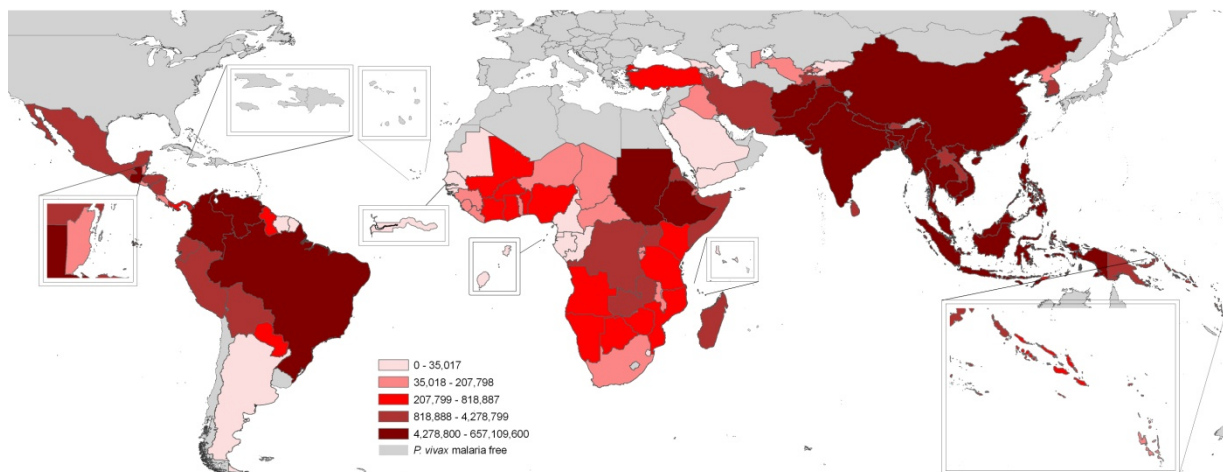 0 - 35,017
35,018 - 207,798
207,799 - 818,887
818,888 - 4,278,799
4,278,800 - 657,109,600
P. vivax malaria free